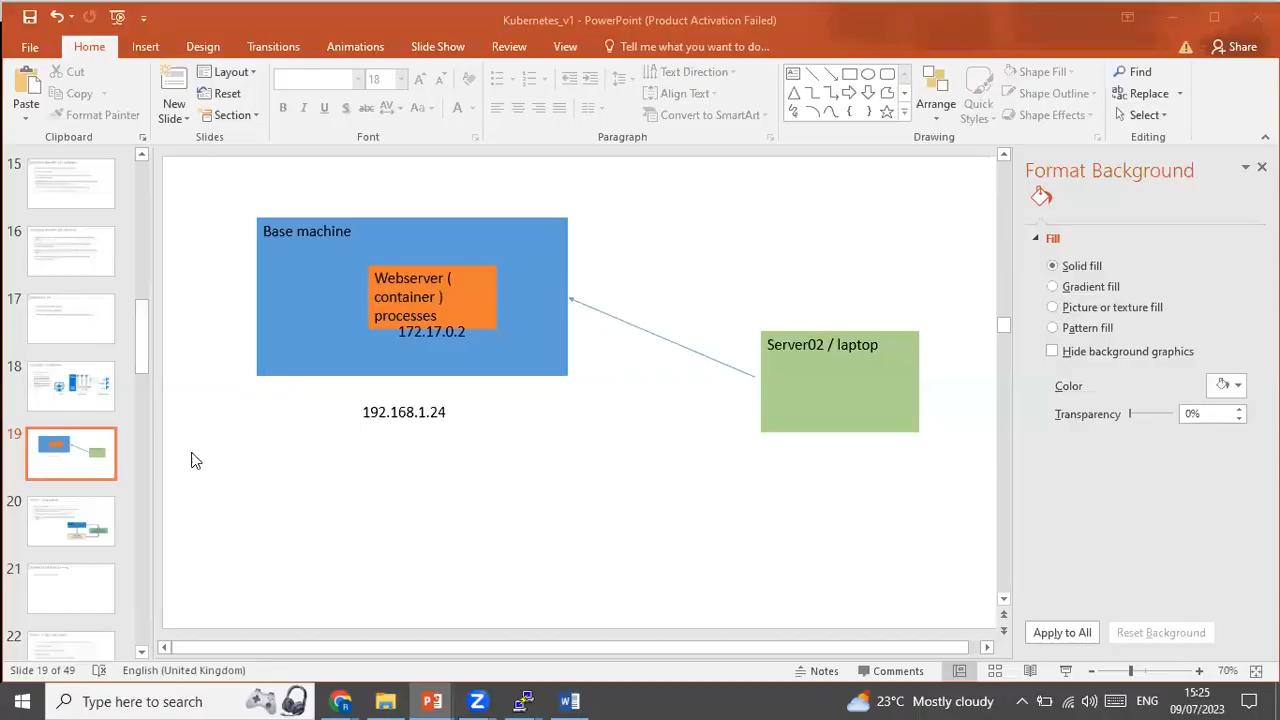 Kubernetes_v1 - PowerPoint (Product Activation Failed)
File Home Insert Design Transitions Animations Slide Show Review View Tell me what you want to do... Share
Paste
Cut
Copy
Format Painter
Clipboard
New Slide
Layout
Reset
Section
Slides
18
B I U S abc AV Aa A
Font
Text Direction
Align Text
Convert to SmartArt
Paragraph
Arrange
Quick Styles
Shape Fill
Shape Outline
Shape Effects
Drawing
Find
Replace
Select
Editing
15
16
17
18
19
20
21
22
Base machine
Webserver (
container )
processes
172.17.0.2
192.168.1.24
Server02 / laptop
Format Background
Fill
Solid fill
Gradient fill
Picture or texture fill
Pattern fill
Hide background graphics
Color
Transparency 0%
Apply to All Reset Background
Slide 19 of 49 English (United Kingdom) Notes Comments 70%
Type here to search 23°C Mostly cloudy ENG 15:25
09/07/2023